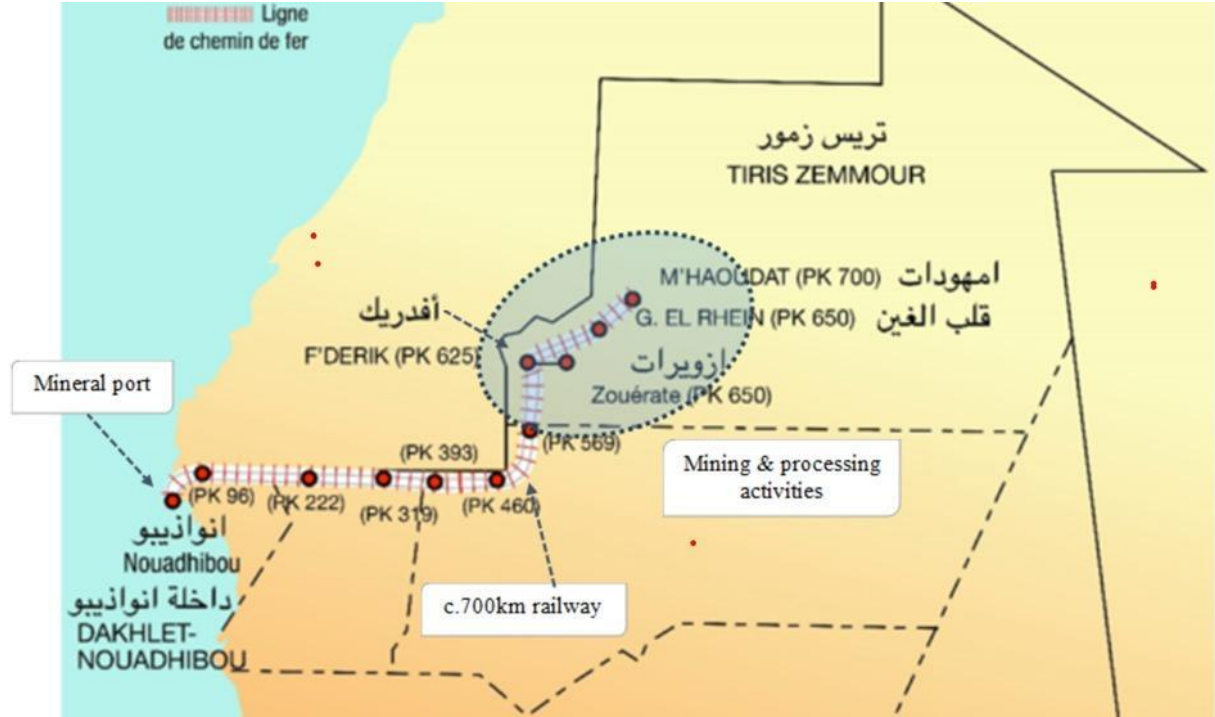 Ligne
de chemin de fer
تريس زمور
TIRIS ZEMMOUR
M'HAOUDAT (PK 700) امهودات
أفديرك
G. EL RHEIN (PK 650) قلب الغين
F'DERIK (PK 625)
ازويرات
Zouérate (PK 650)
Mineral port
(PK 569)
(PK 393)
Mining & processing
activities
(PK 96)
(PK 222)
(PK 319)
(PK 460)
انواذيبو
Nouadhibou
c.700km railway
داخلة انواذيبو
DAKHLET-
NOUADHIBOU